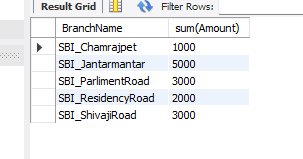 Result Grid Filter Rows:
BranchName sum(Amount)
SBI_Chamrajpet 1000
SBI_Jantarmantar 5000
SBI_ParlimentRoad 3000
SBI_ResidencyRoad 2000
SBI_ShivajiRoad 3000